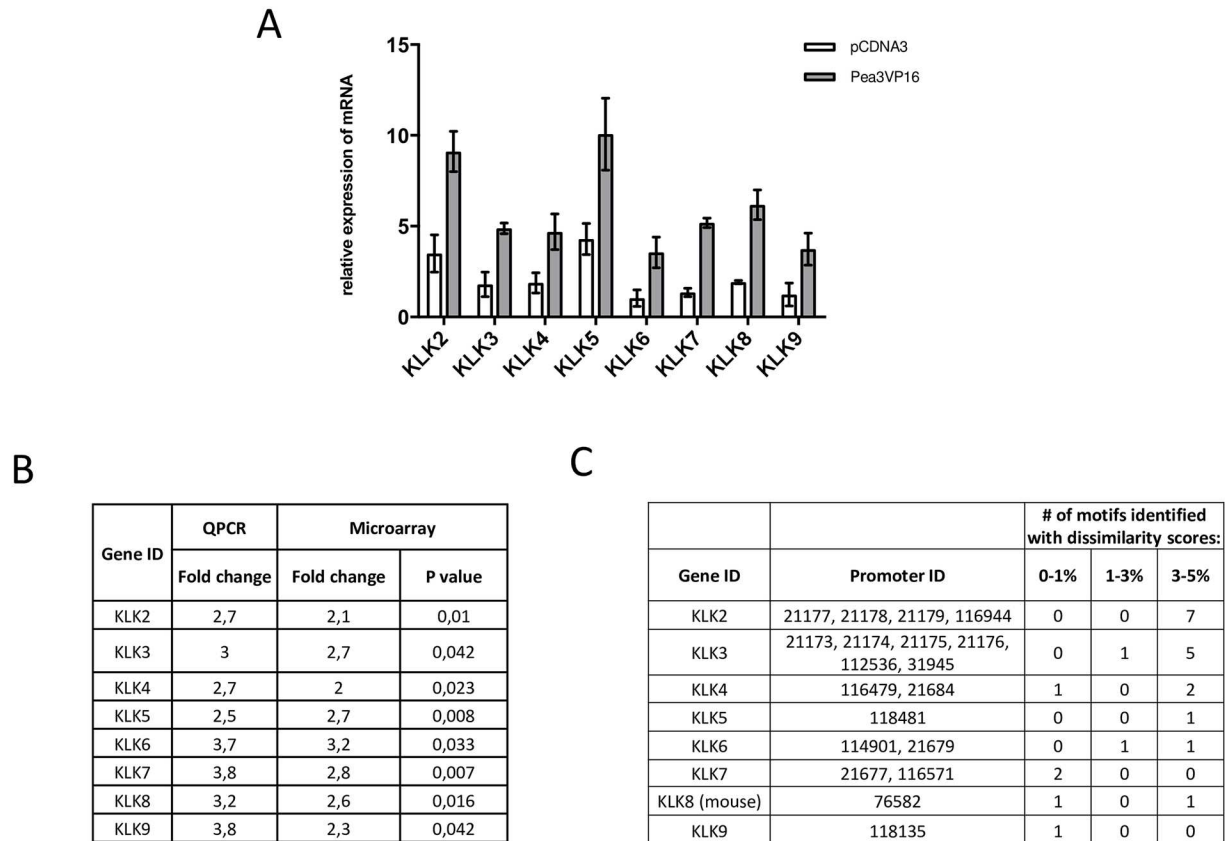 A
15
10
5
0
relative expression of mRNA
pCDNA3
Pea3VP16
KLK2 KLK3 KLK4 KLK5 KLK6 KLK7 KLK8 KLK9
B
Gene ID QPCR Microarray
Fold change Fold change P value
KLK2 2,7 2,1 0,01
KLK3 3 2,7 0,042
KLK4 2,7 2 0,023
KLK5 2,5 2,7 0,008
KLK6 3,7 3,2 0,033
KLK7 3,8 2,8 0,007
KLK8 3,2 2,6 0,016
KLK9 3,8 2,3 0,042
C
# of motifs identified
with dissimilarity scores:
Gene ID Promoter ID 0-1% 1-3% 3-5%
KLK2 21177, 21178, 21179, 116944 0 0 7
KLK3 21173, 21174, 21175, 21176,
112536, 31945 0 1 5
KLK4 116479, 21684 1 0 2
KLK5 118481 0 0 1
KLK6 114901, 21679 0 1 1
KLK7 21677, 116571 2 0 0
KLK8 (mouse) 76582 1 0 1
KLK9 118135 1 0 0